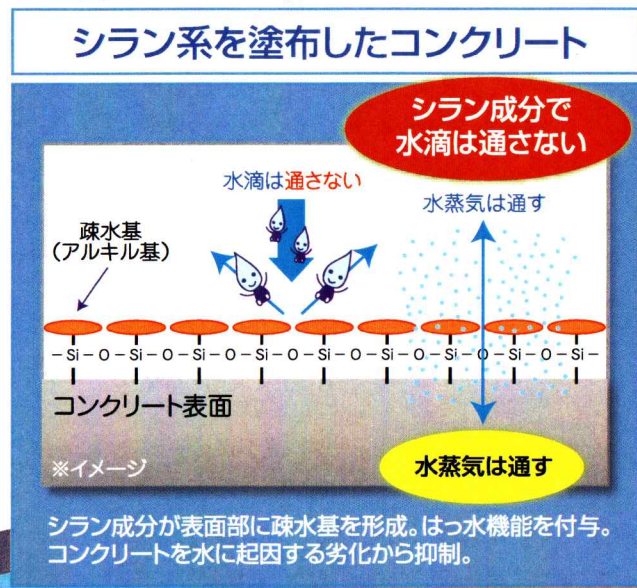 シラン系を塗布したコンクリート
シラン成分で
水滴は通さない
水滴は通さない
水蒸気は通す
疎水基
(アルキル基)
－Si－O－Si－O－Si－O－Si－O－Si－O－Si－O－Si－O－Si－O－Si－
コンクリート表面
※イメージ
水蒸気は通す
シラン成分が表面部に疎水基を形成。はっ水機能を付与。
コンクリートを水に起因する劣化から抑制。